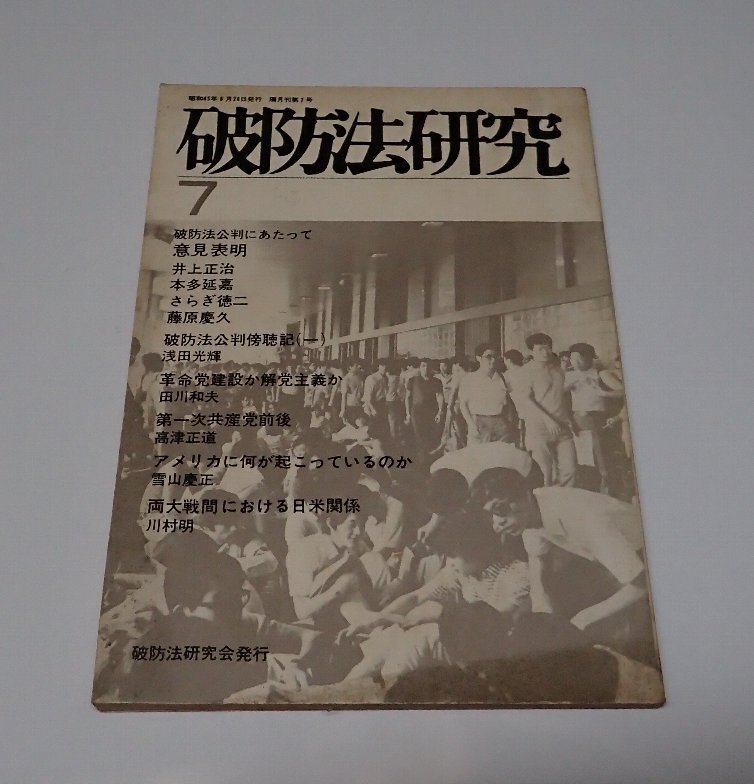 昭和45年6月20日発行 隔月刊第7号
破防法研究
7
破防法公判にあたって
意見表明
井上正治
本多延嘉
さらぎ徳二
藤原慶久
破防法公判傍聴記(一)
浅田光輝
革命党建設か解党主義か
田川和夫
第一次共産党前後
高津正道
アメリカに何が起こっているのか
雪山慶正
両大戦間における日米関係
川村明
破防法研究会発行